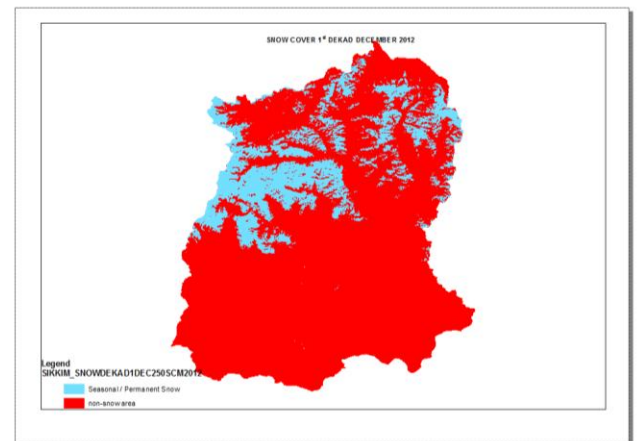 SNOW COVER 1st DEKAD DECEMBER 2012
Legend
SIKKIM_SNOWDEKAD1DEC250SCM2012
Seasonal / Permanent Snow
non-snow area